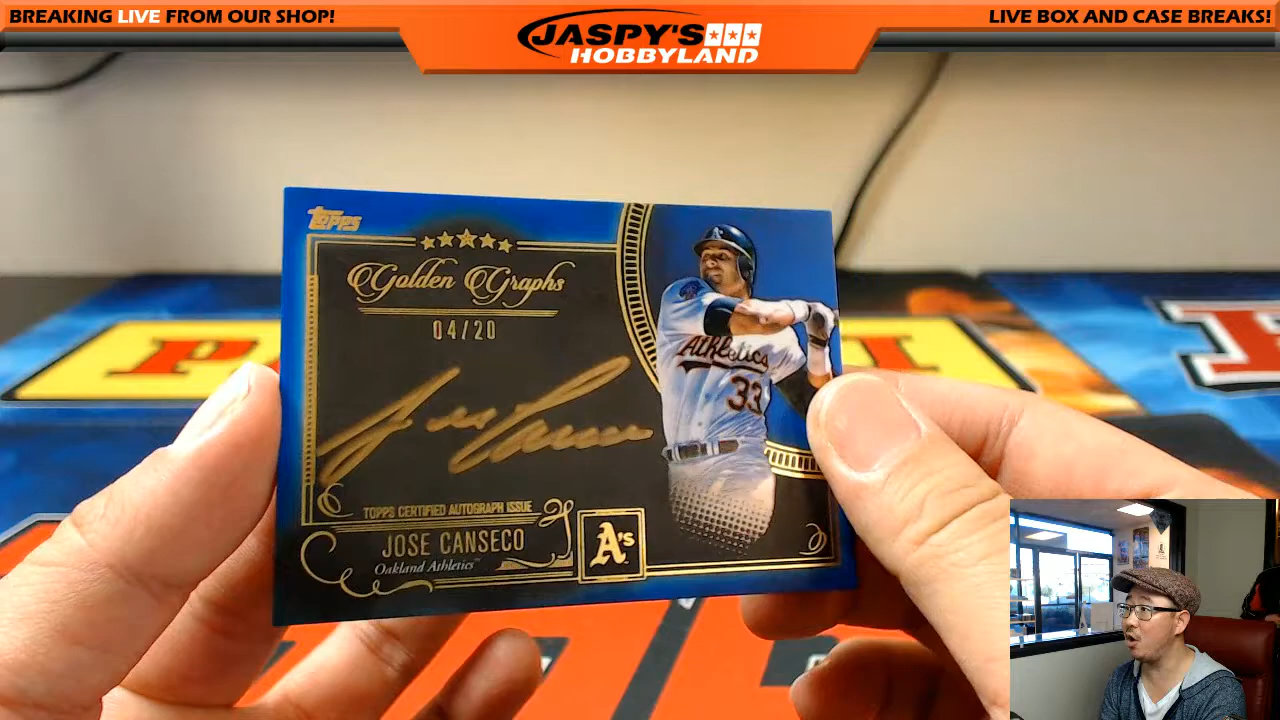 BREAKING LIVE FROM OUR SHOP!
JASPY'S
HOBBYLAND
LIVE BOX AND CASE BREAKS!
Topps
Golden Graphs
04/20
Athletics
33
TOPPS CERTIFIED AUTOGRAPH ISSUE
JOSE CANSECO
Oakland Athletics™
A's